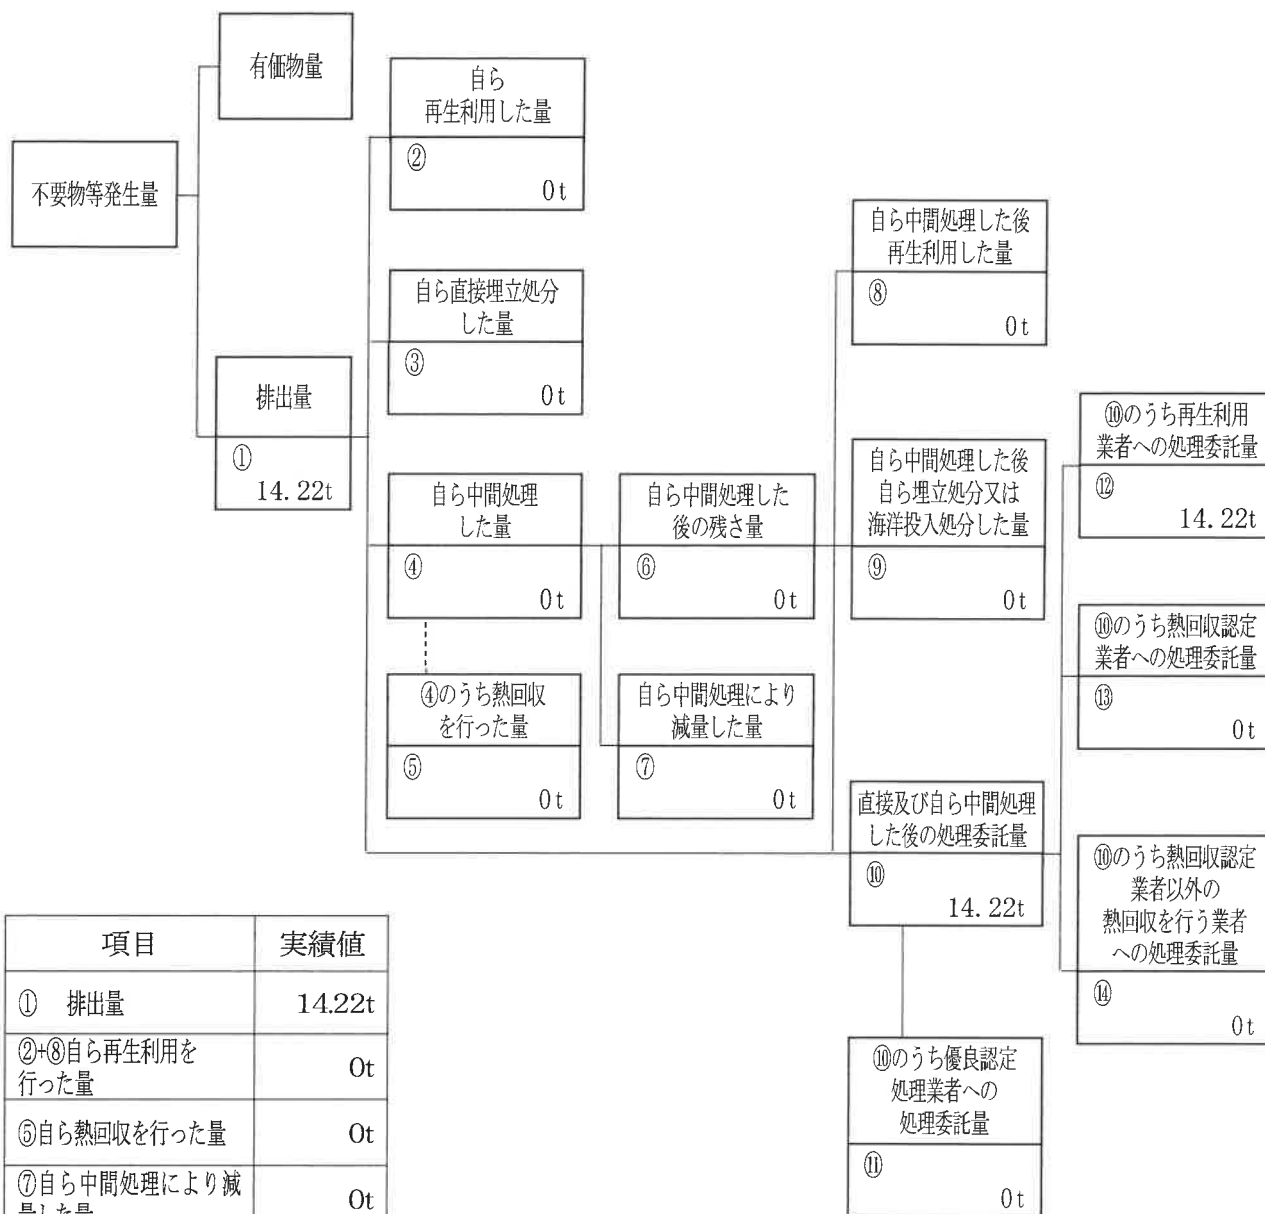 有価物量
不要物等発生量
排出量
①
14.22t
自ら
再生利用した量
②
0t
自ら直接埋立処分
した量
③
0t
自ら中間処理
した量
④
0t
④のうち熱回収
を行った量
⑤
0t
自ら中間処理した
後の残さ量
⑥
0t
自ら中間処理により
減量した量
⑦
0t
自ら中間処理した後
再生利用した量
⑧
0t
自ら中間処理した後
自ら埋立処分又は
海洋投入処分した量
⑨
0t
直接及び自ら中間処理
した後の処理委託量
⑩
14.22t
⑩のうち優良認定
処理業者への
処理委託量
⑪
0t
⑩のうち再生利用
業者への処理委託量
⑫
14.22t
⑩のうち熱回収認定
業者への処理委託量
⑬
0t
⑩のうち熱回収認定
業者以外の
熱回収を行う業者
への処理委託量
⑭
0t
項目 実績値
① 排出量 14.22t
②+⑧自ら再生利用を
行った量 0t
⑤自ら熱回収を行った量 0t
⑦自ら中間処理により減
量した量 0t